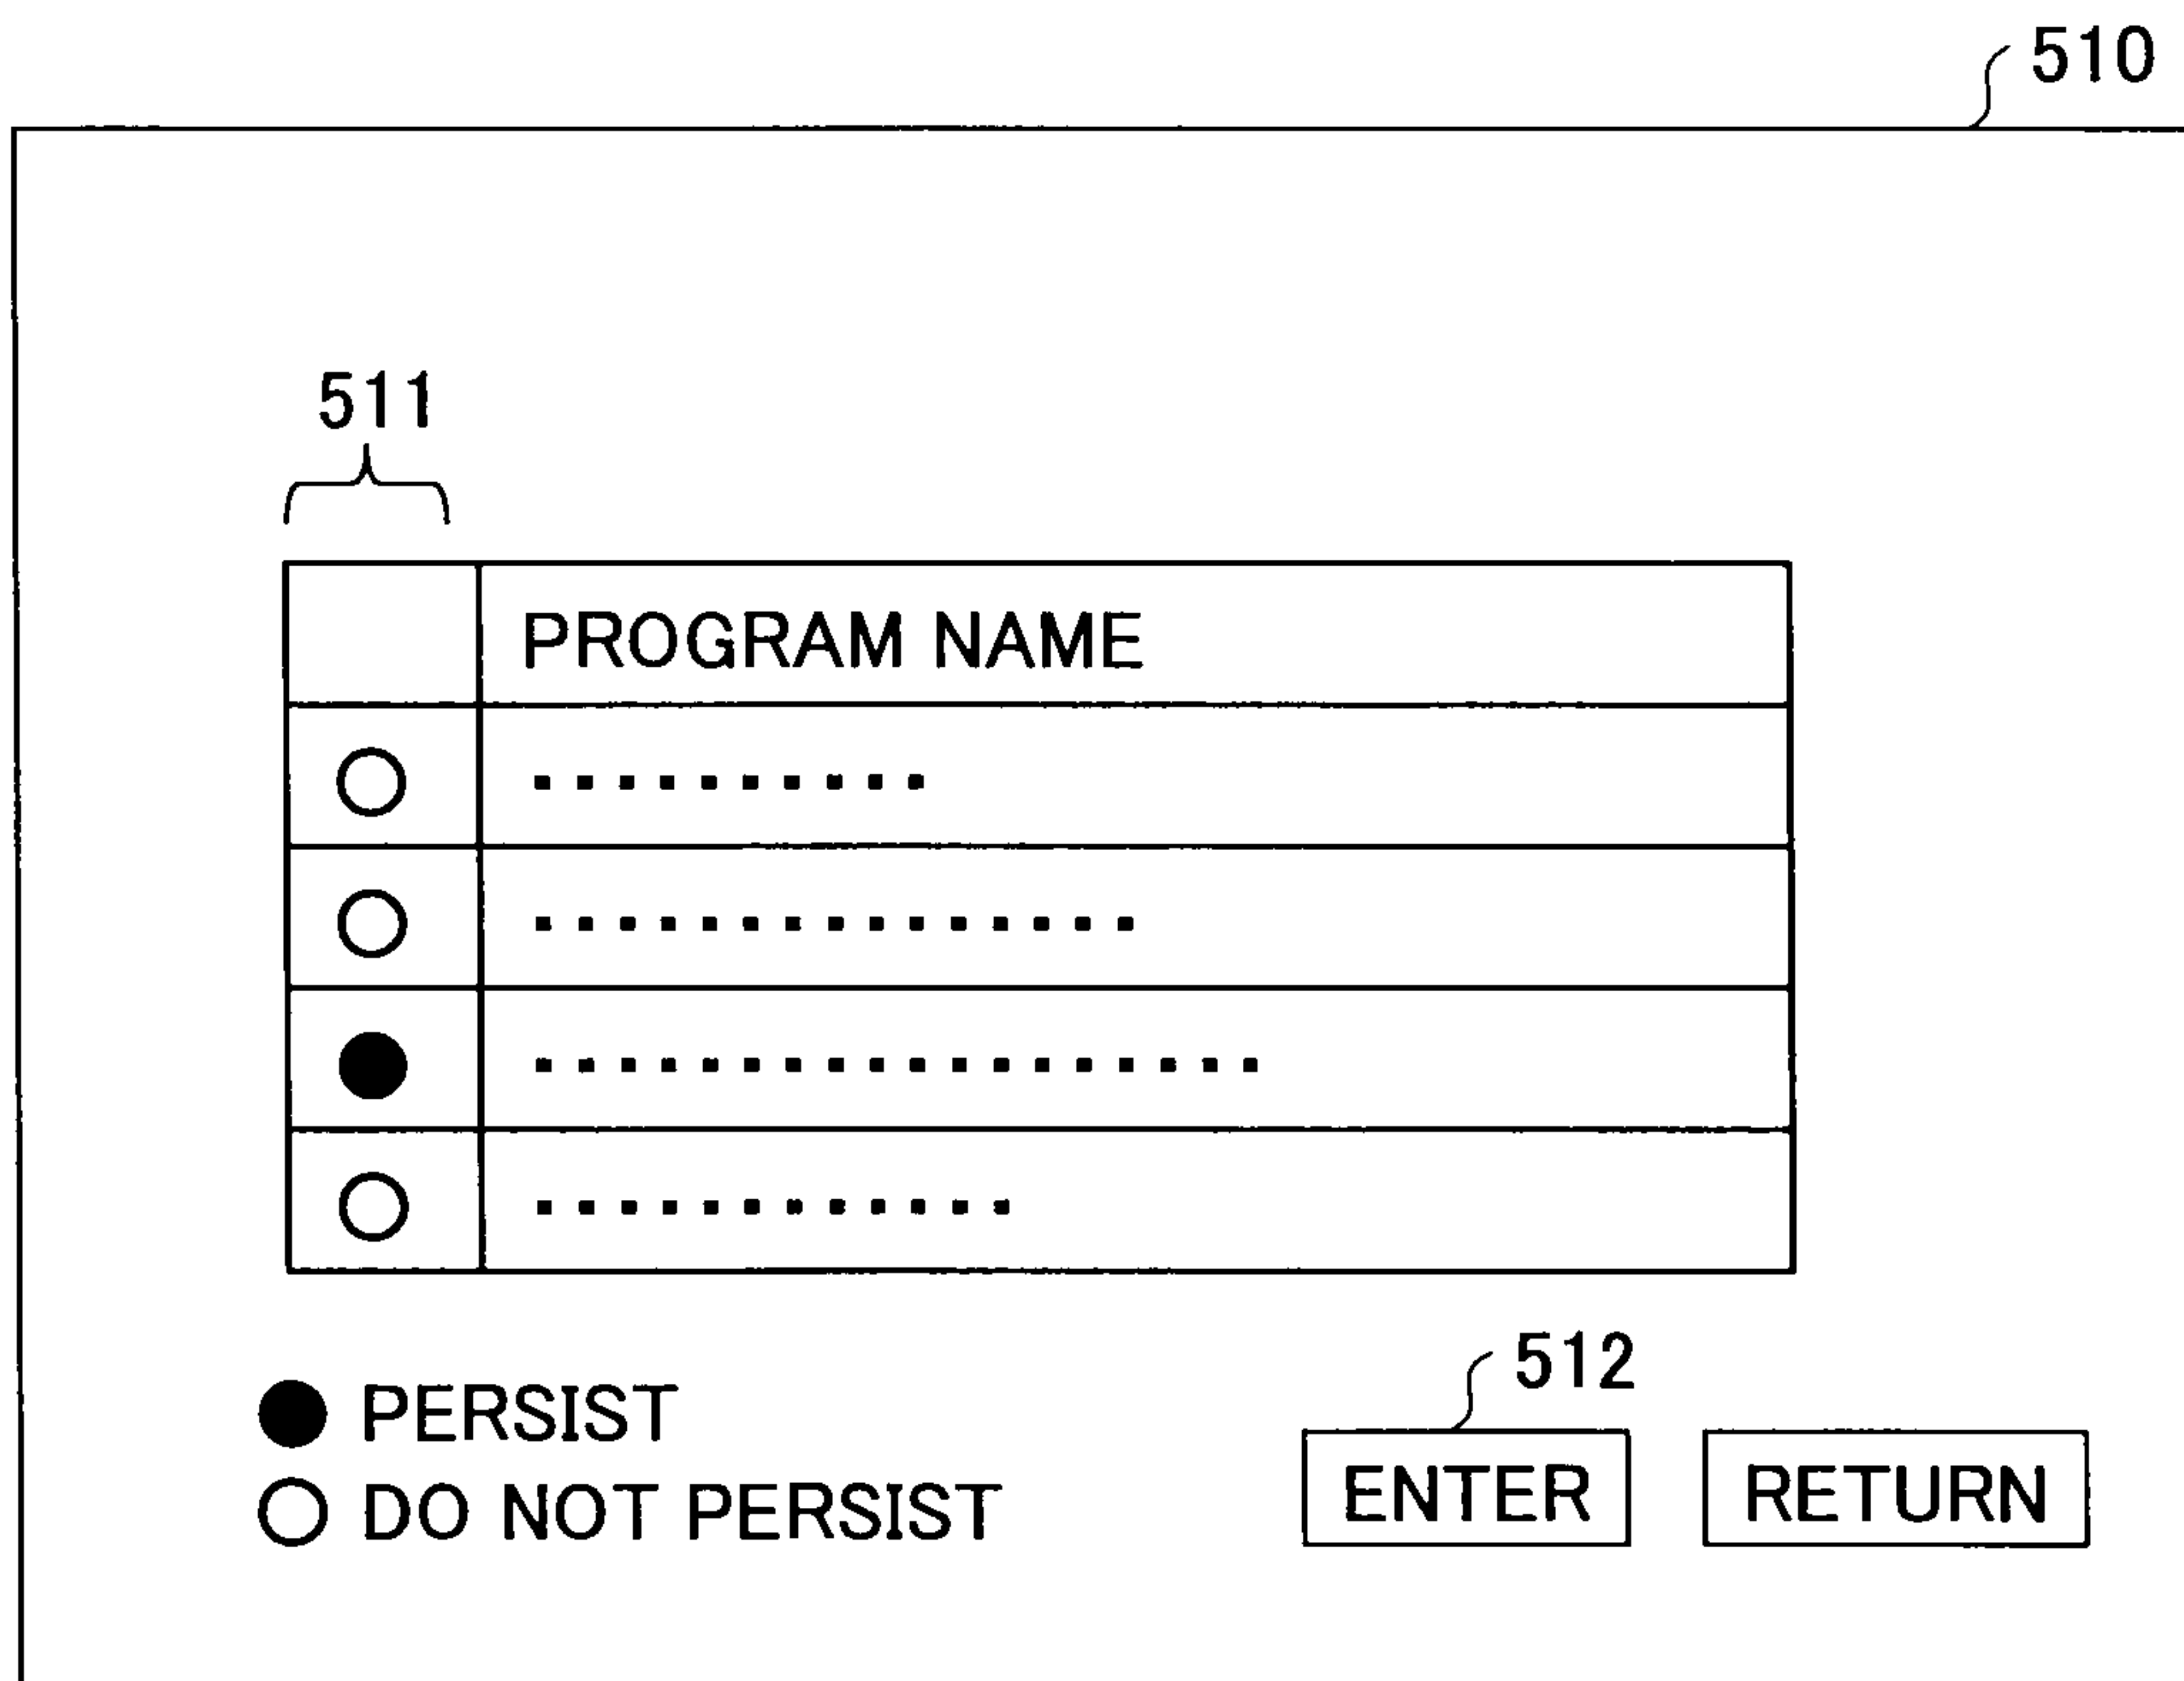 510
511
PROGRAM NAME
● PERSIST
○ DO NOT PERSIST
512
ENTER
RETURN